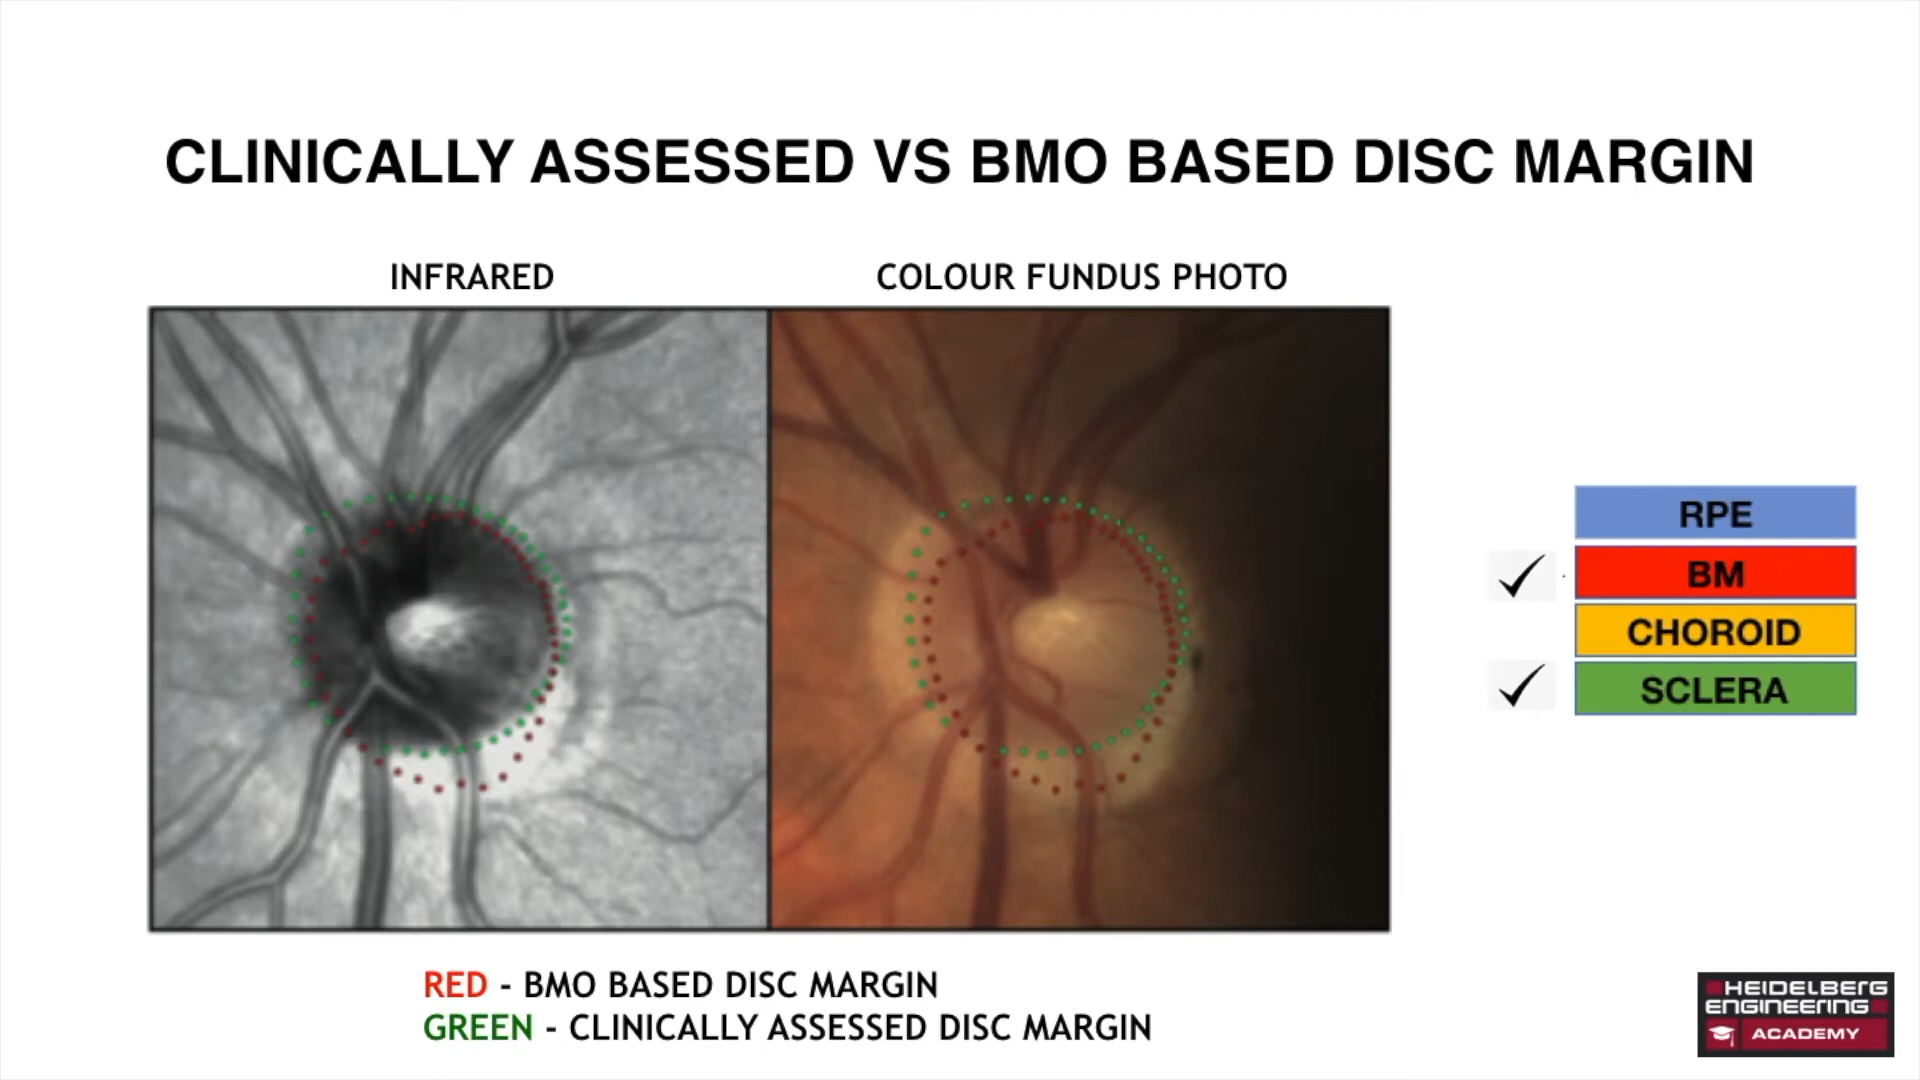 CLINICALLY ASSESSED VS BMO BASED DISC MARGIN
INFRARED
COLOUR FUNDUS PHOTO
RPE
BM
CHOROID
SCLERA
RED - BMO BASED DISC MARGIN
GREEN - CLINICALLY ASSESSED DISC MARGIN
HEIDELBERG
ENGINEERING
ACADEMY